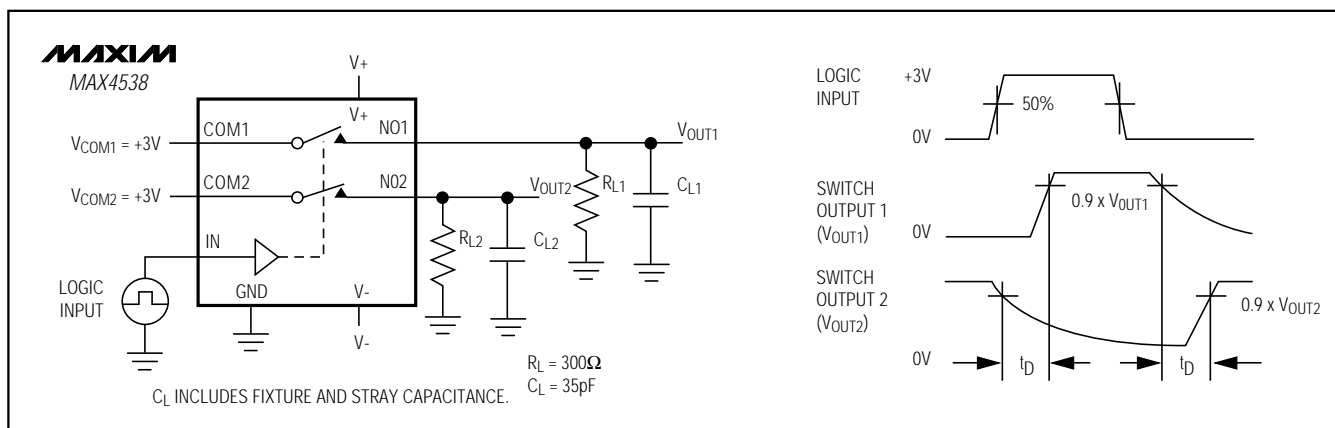 MAXIM
MAX4538
V+
V+
COM1
NO1
VCOM1 = +3V
VOUT1
COM2
N02
VCOM2 = +3V
VOUT2
RL1
CL1
RL2
CL2
IN
LOGIC
INPUT
GND
V-
V-
RL = 300Ω
CL = 35pF
CL INCLUDES FIXTURE AND STRAY CAPACITANCE.
LOGIC
INPUT
+3V
50%
0V
SWITCH
OUTPUT 1
(VOUT1)
0.9 x V0UT1
0V
SWITCH
OUTPUT 2
(VOUT2)
0.9 x VOUT2
0V
tD
tD